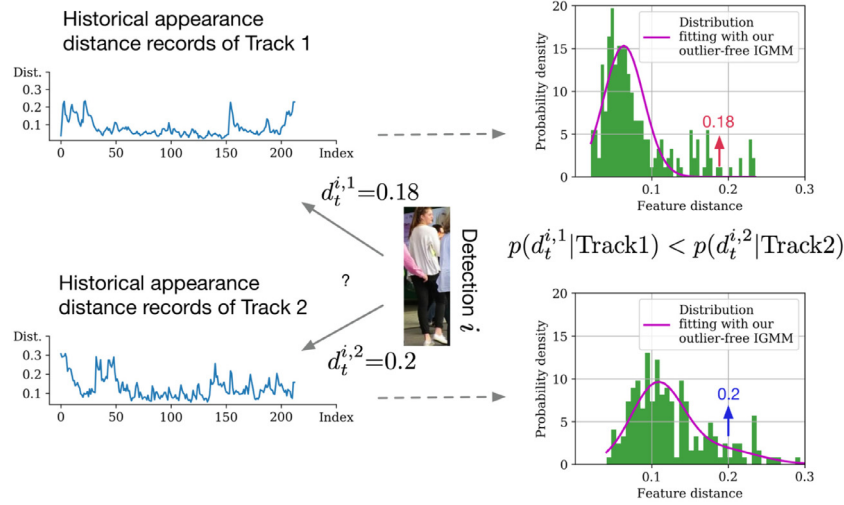 Historical appearance
distance records of Track 1
Dist.
0.3
0.2
0.1
0 50 100 150 200 Index
20
15
10
5
0
Probability density
Distribution
fitting with our
outlier-free IGMM
0.18
0.1 0.2 0.3
Feature distance
d_t^{i,1}=0.18
Detection i
?
p(d_t^{i,1}|Track1) < p(d_t^{i,2}|Track2)
Historical appearance
distance records of Track 2
d_t^{i,2}=0.2
Dist.
0.3
0.2
0.1
0 50 100 150 200 Index
20
15
10
5
0
Probability density
Distribution
fitting with our
outlier-free IGMM
0.2
0.1 0.2 0.3
Feature distance